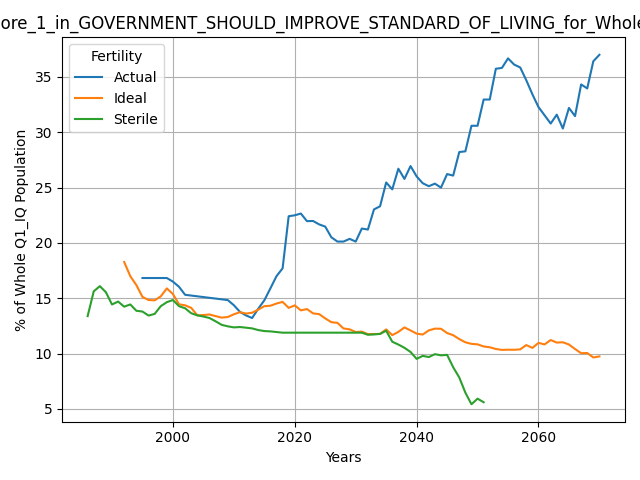 ore_1_in_GOVERNMENT_SHOULD_IMPROVE_STANDARD_OF_LIVING_for_Whole
Fertility
Actual
Ideal
Sterile
% of Whole Q1_IQ Population
35
30
25
20
15
10
5
2000 2020 2040 2060
Years